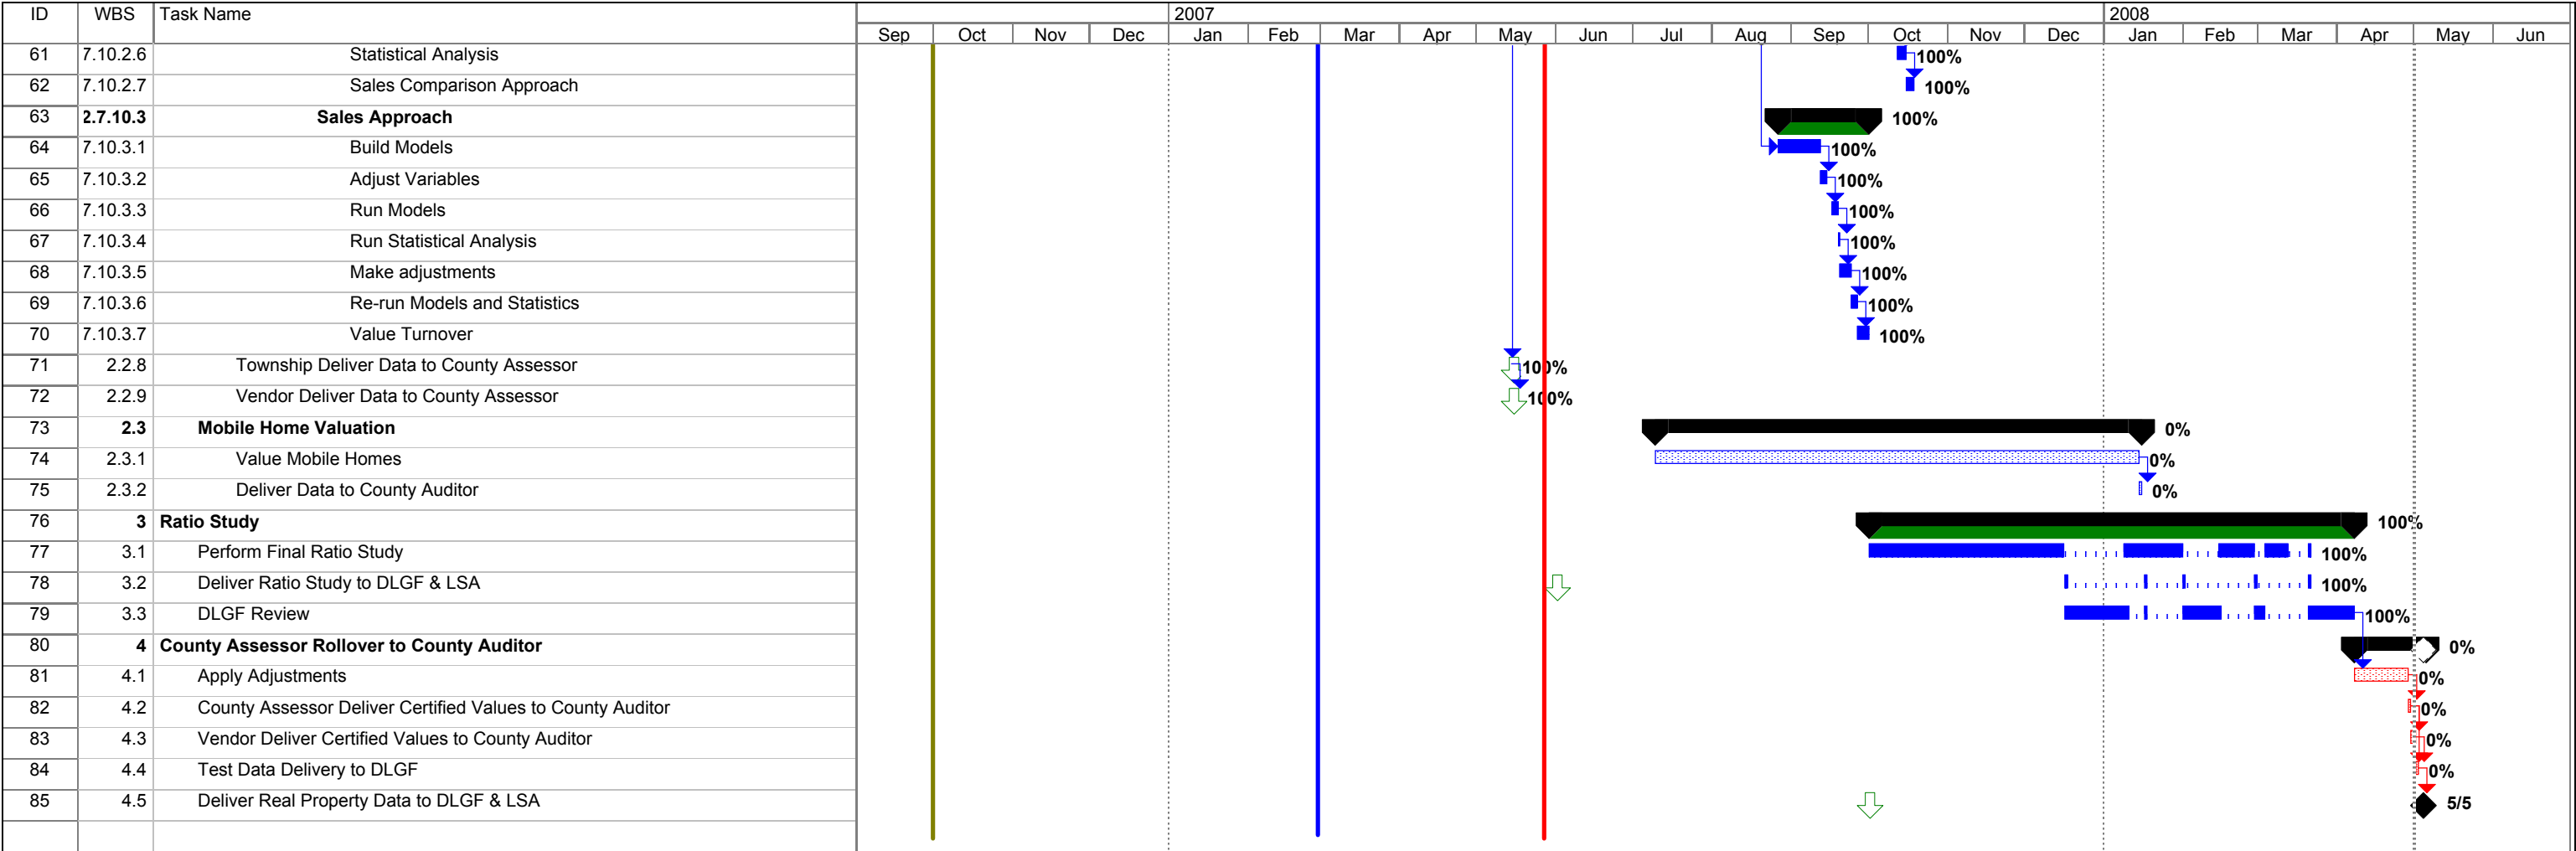 ID WBS Task Name 2007 2008
Sep Oct Nov Dec Jan Feb Mar Apr May Jun Jul Aug Sep Oct Nov Dec Jan Feb Mar Apr May Jun
61 7.10.2.6 Statistical Analysis 100%
62 7.10.2.7 Sales Comparison Approach 100%
63 2.7.10.3 Sales Approach 100%
64 7.10.3.1 Build Models 100%
65 7.10.3.2 Adjust Variables 100%
66 7.10.3.3 Run Models 100%
67 7.10.3.4 Run Statistical Analysis 100%
68 7.10.3.5 Make adjustments 100%
69 7.10.3.6 Re-run Models and Statistics 100%
70 7.10.3.7 Value Turnover 100%
71 2.2.8 Township Deliver Data to County Assessor 100%
72 2.2.9 Vendor Deliver Data to County Assessor 100%
73 2.3 Mobile Home Valuation 0%
74 2.3.1 Value Mobile Homes 0%
75 2.3.2 Deliver Data to County Auditor 0%
76 3 Ratio Study 100%
77 3.1 Perform Final Ratio Study 100%
78 3.2 Deliver Ratio Study to DLGF & LSA 100%
79 3.3 DLGF Review 100%
80 4 County Assessor Rollover to County Auditor 0%
81 4.1 Apply Adjustments 0%
82 4.2 County Assessor Deliver Certified Values to County Auditor 0%
83 4.3 Vendor Deliver Certified Values to County Auditor 0%
84 4.4 Test Data Delivery to DLGF 0%
85 4.5 Deliver Real Property Data to DLGF & LSA 5/5